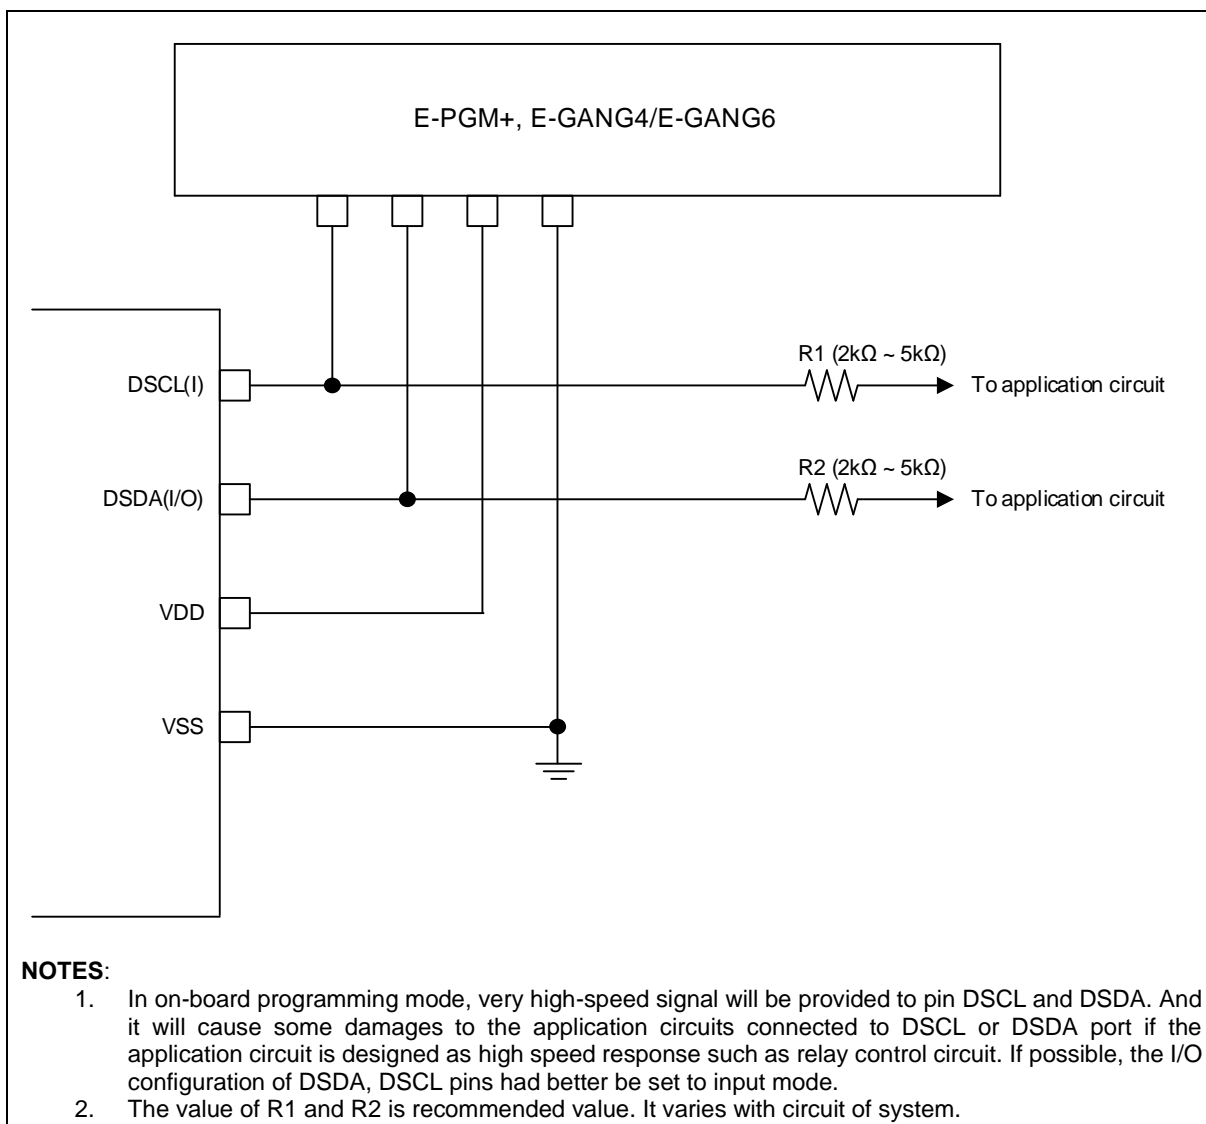 E-PGM+, E-GANG4/E-GANG6
R1 (2kΩ ~ 5kΩ)
DSCL(I)
To application circuit
R2 (2kΩ ~ 5kΩ)
DSDA(I/O)
To application circuit
VDD
VSS
NOTES:
1. In on-board programming mode, very high-speed signal will be provided to pin DSCL and DSDA. And
it will cause some damages to the application circuits connected to DSCL or DSDA port if the
application circuit is designed as high speed response such as relay control circuit. If possible, the I/O
configuration of DSDA, DSCL pins had better be set to input mode.
2. The value of R1 and R2 is recommended value. It varies with circuit of system.